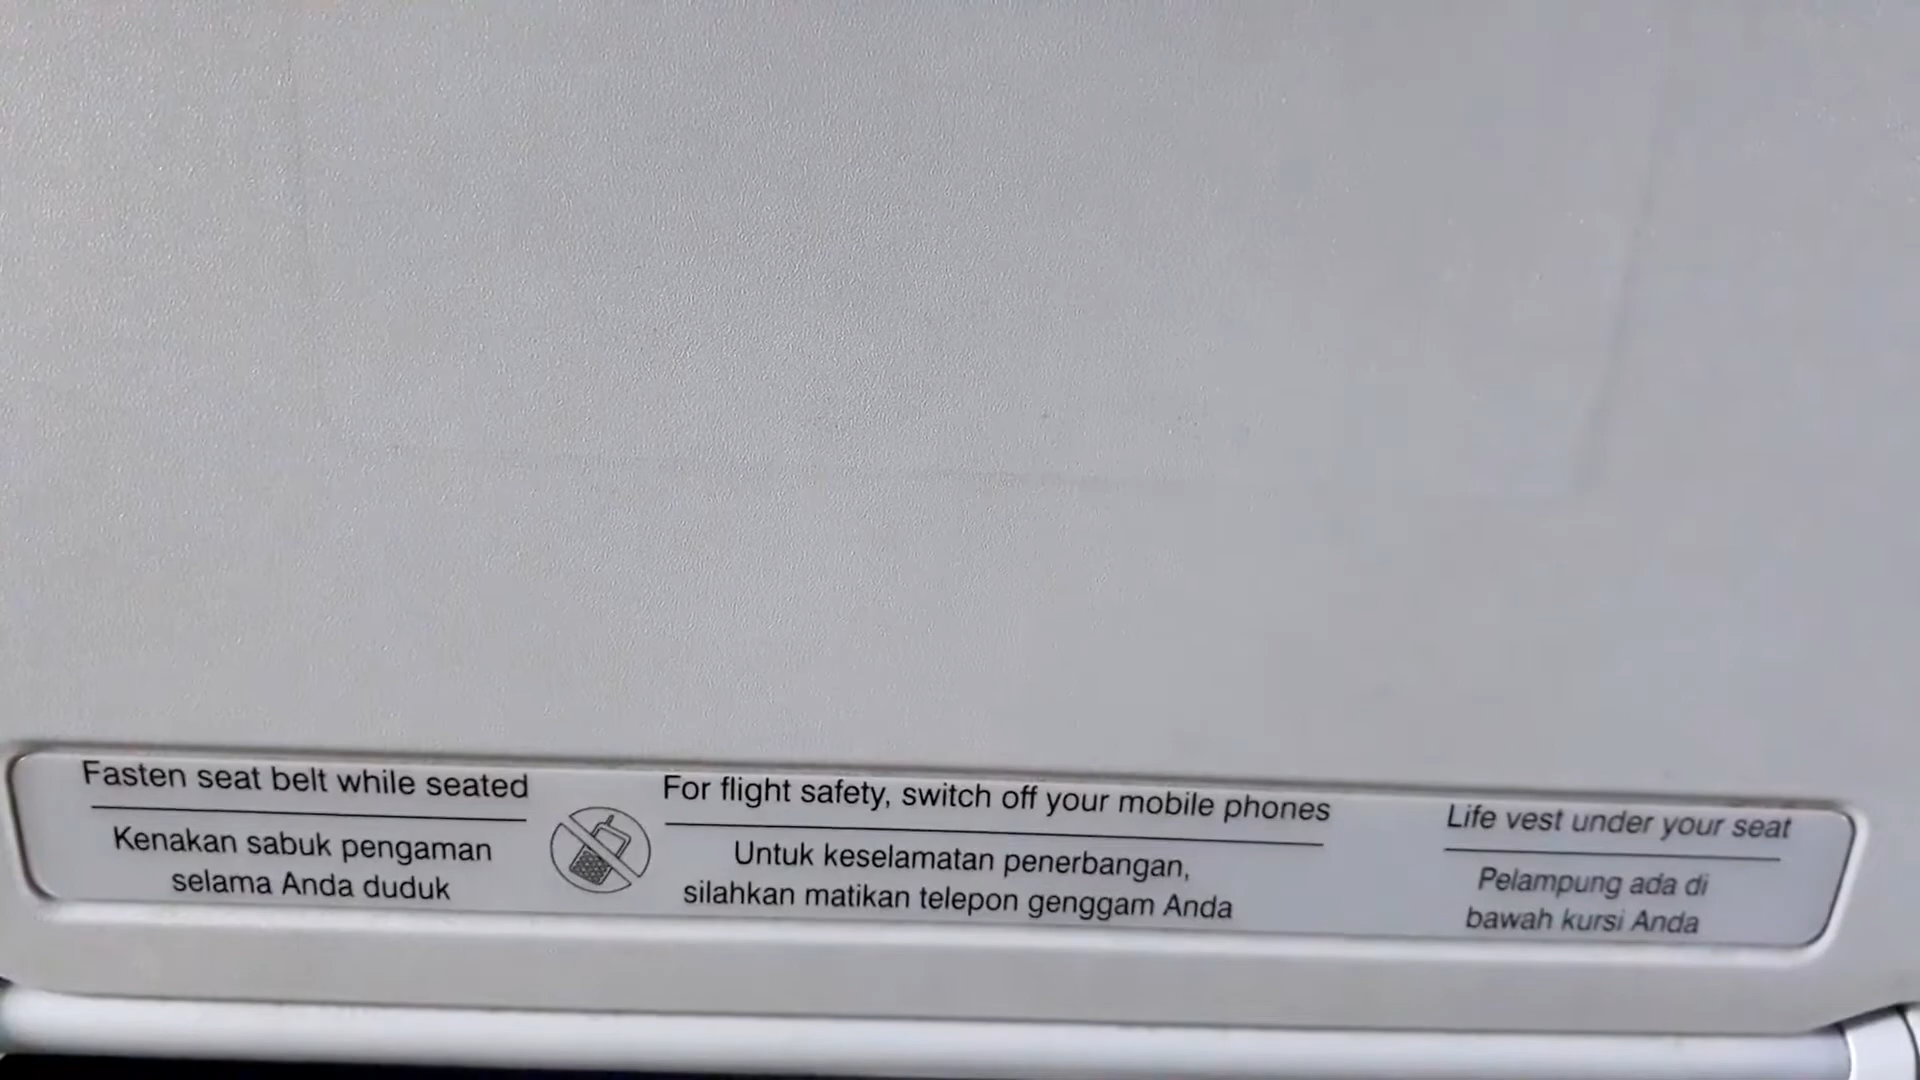 Fasten seat belt while seated
Kenakan sabuk pengaman
selama Anda duduk
For flight safety, switch off your mobile phones
Untuk keselamatan penerbangan,
silahkan matikan telepon genggam Anda
Life vest under your seat
Pelampung ada di
bawah kursi Anda